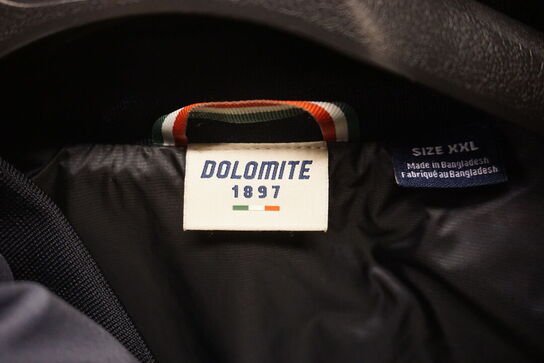 DOLOMITE
1897
SIZE XXL
Made in Bangladesh
Fabriqué au Bangladesh